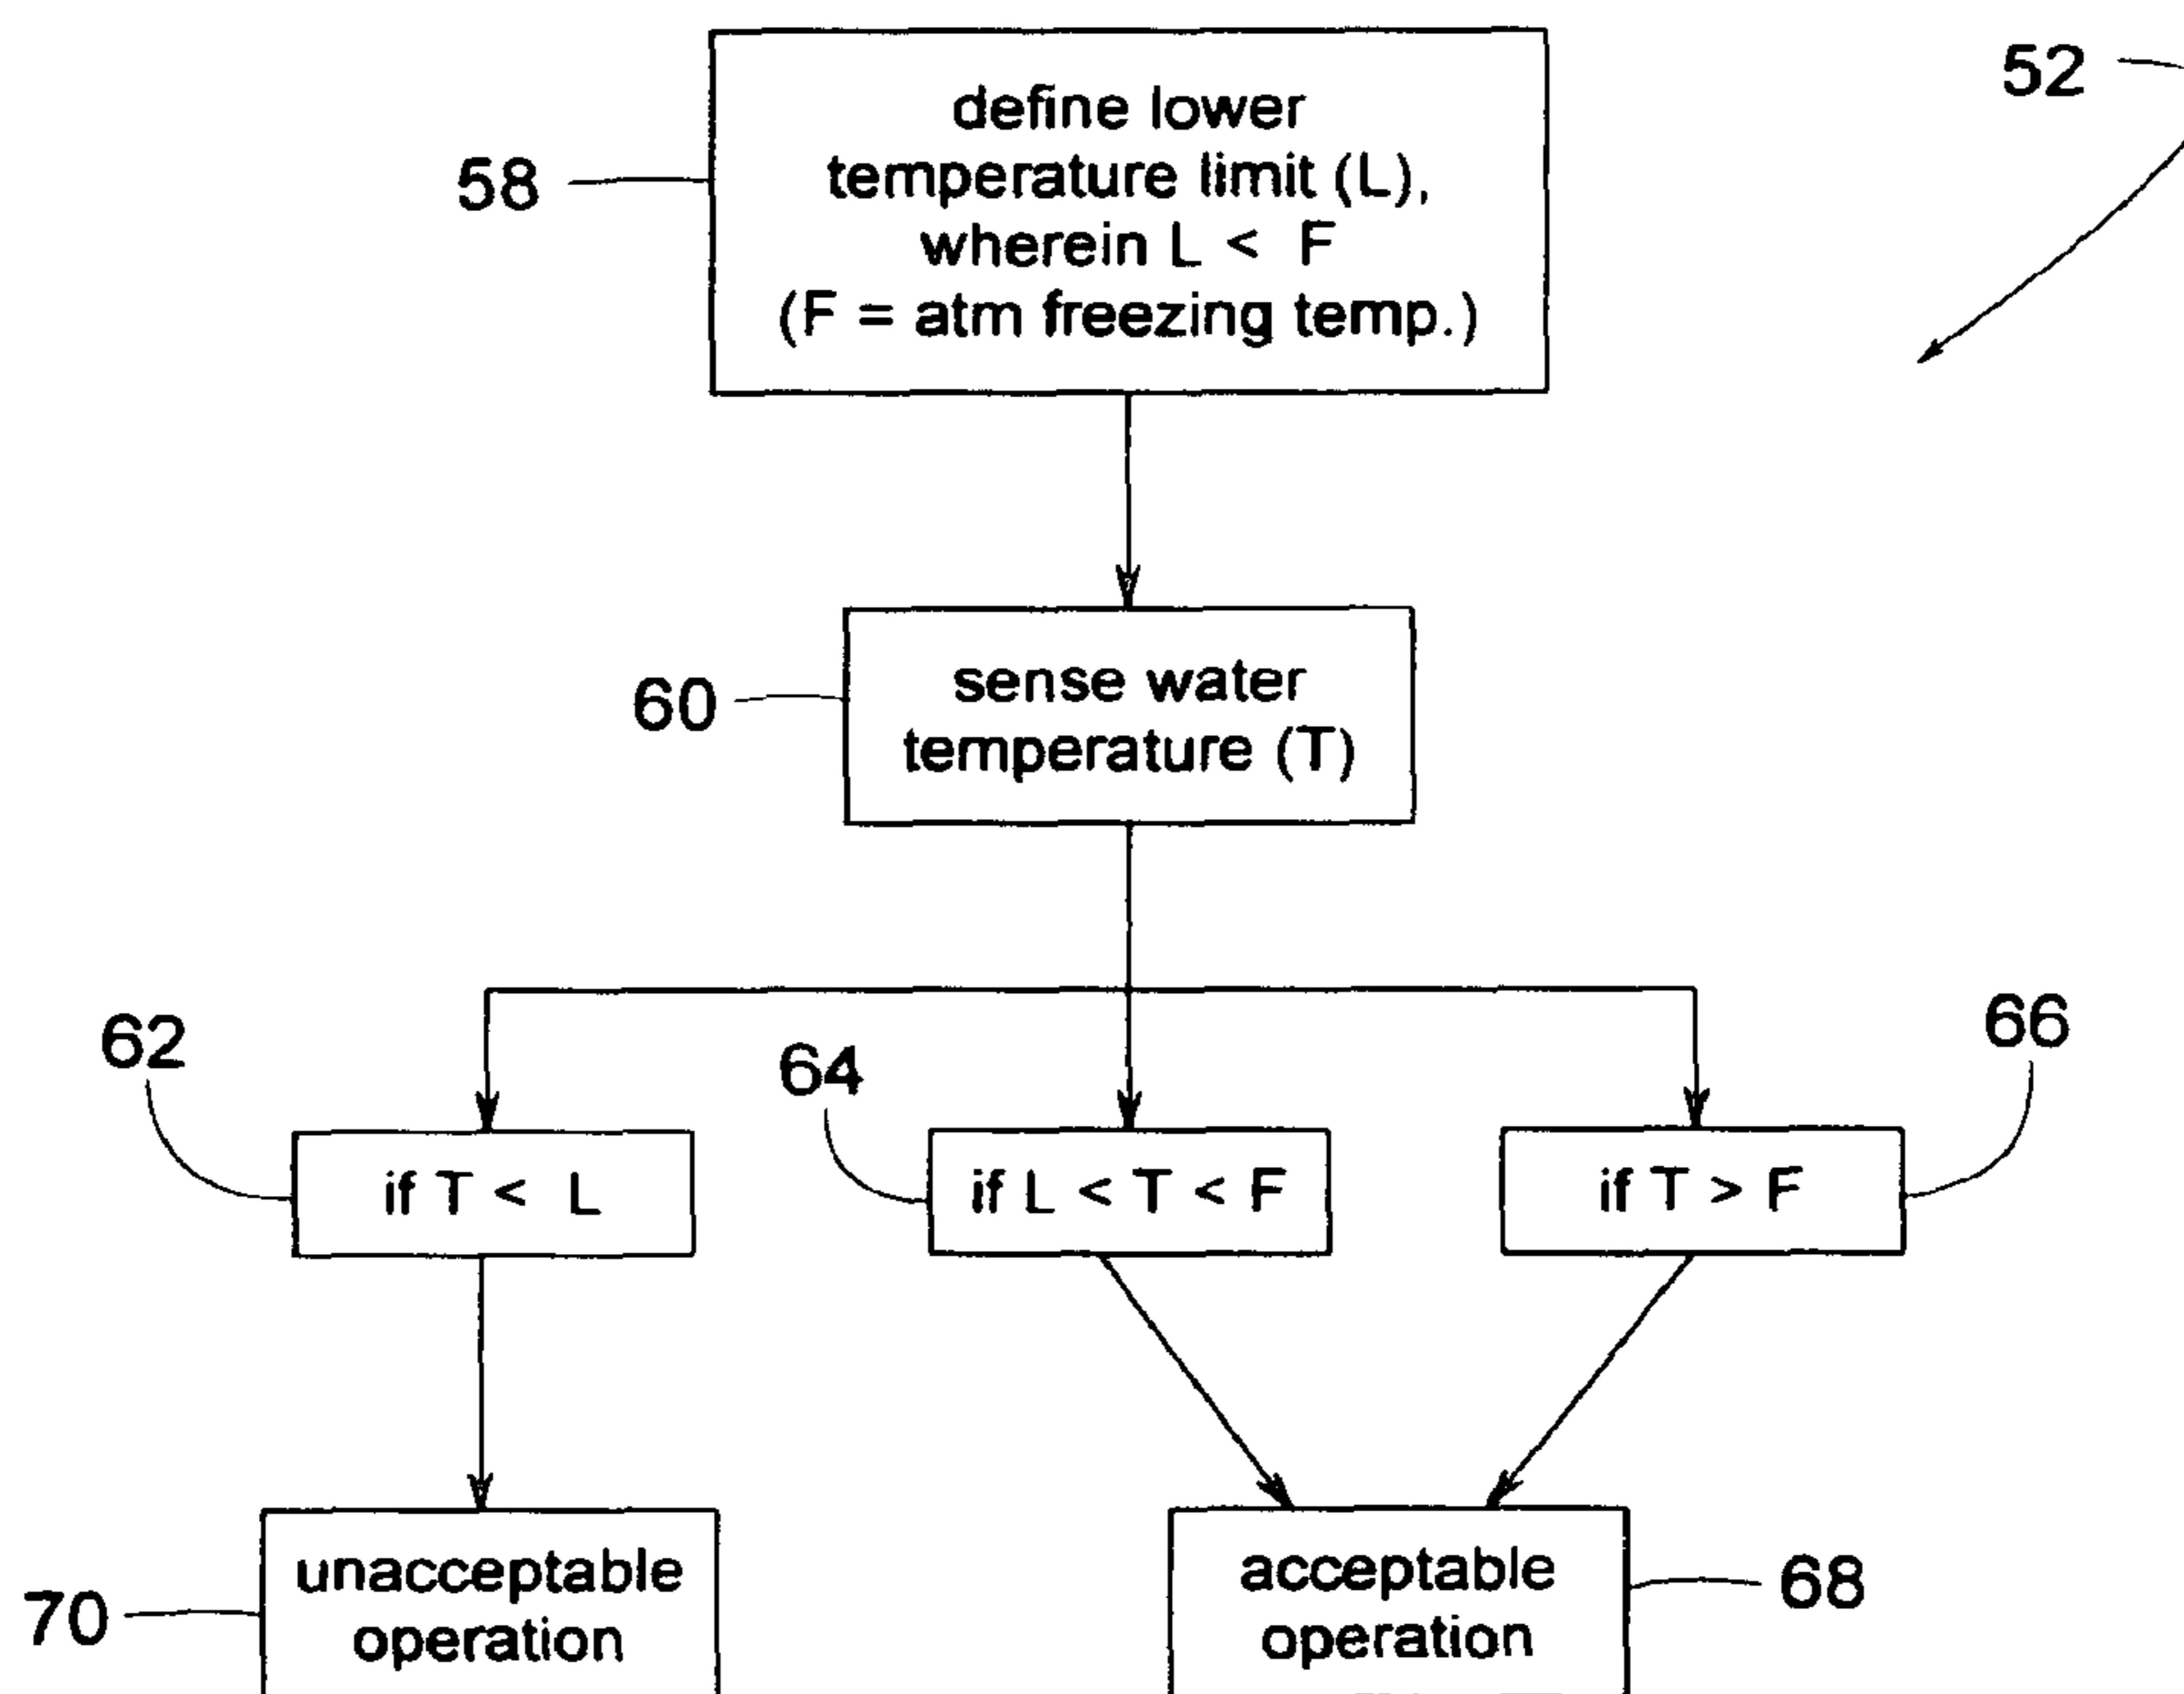 52
define lower
temperature limit (L),
wherein L < F
(F = atm freezing temp.)
58
sense water
temperature (T)
60
62
64
66
if T < L
if L < T < F
if T > F
unacceptable
operation
70
acceptable
operation
68